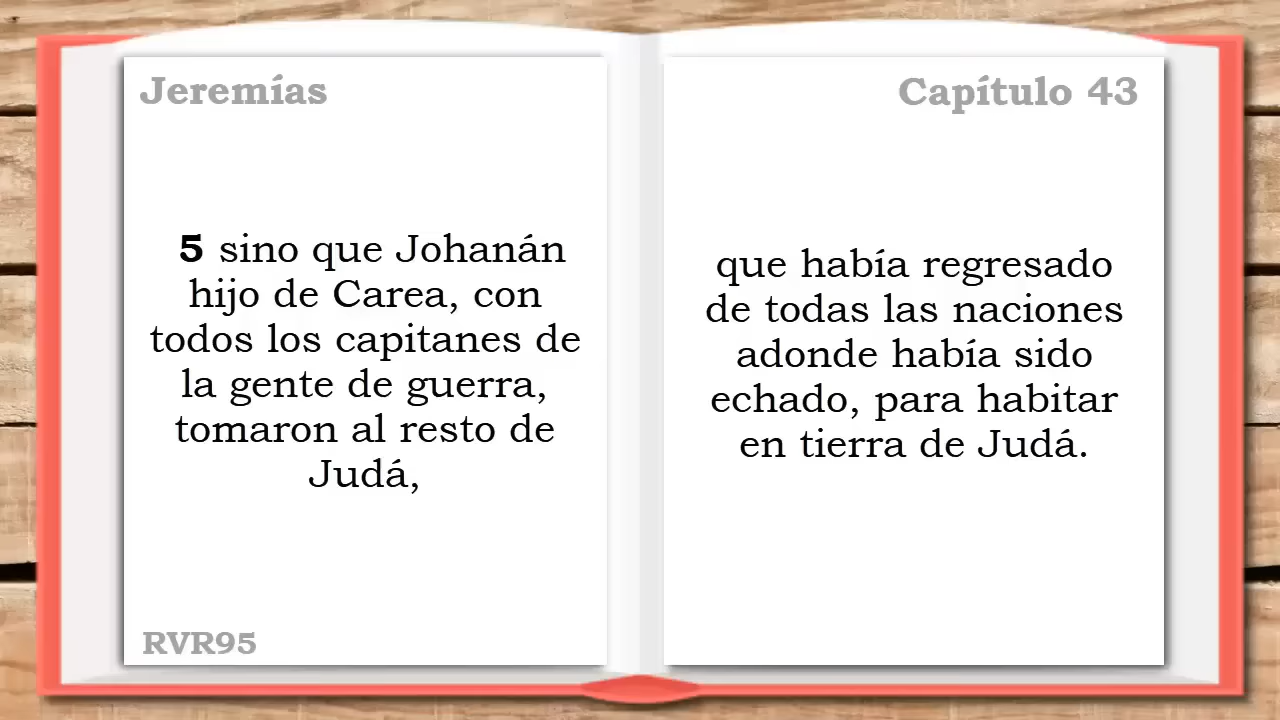 Jeremías
5 sino que Johanán
hijo de Carea, con
todos los capitanes de
la gente de guerra,
tomaron al resto de
Judá,
RVR95
Capítulo 43
que había regresado
de todas las naciones
adonde había sido
echado, para habitar
en tierra de Judá.